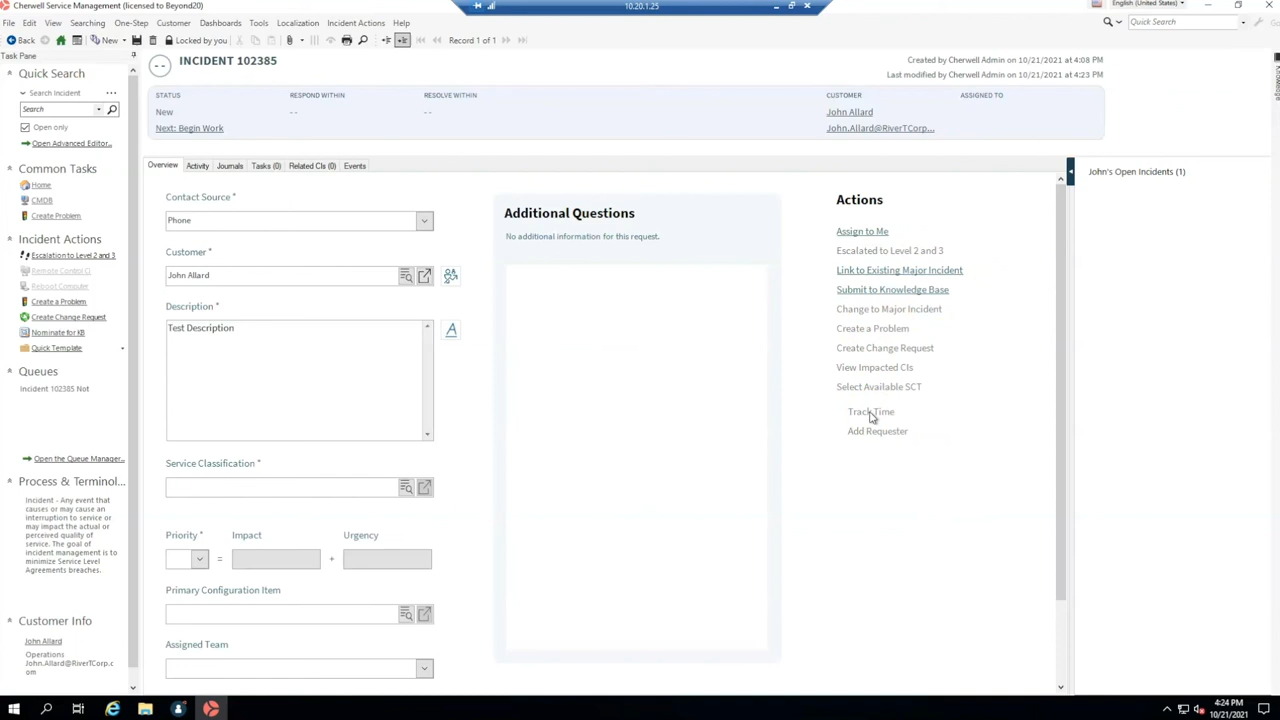 Cherwell Service Management (licensed to Beyond20)
10.20.1.25
English (United States)
File Edit View Searching One-Step Customer Dashboards Tools Localization Incident Actions Help
Quick Search
Back New Locked by you Record 1 of 1
Task Pane
Quick Search
Search Incident
Search
Open only
Open Advanced Editor...
Common Tasks
Home
CMDB
Create Problem
Incident Actions
Escalation to Level 2 and 3
Remote Control CI
Reboot Computer
Create a Problem
Create Change Request
Nominate for KB
Quick Template
Queues
Incident 102385 Not
Open the Queue Manager...
Process & Terminol...
Incident - Any event that
causes or may cause an
interruption to service or
may impact the actual or
perceived quality of
service. The goal of
incident management is to
minimize Service Level
Agreements breaches.
Customer Info
John Allard
Operations
John.Allard@RiverTCorp.c
om
- -
INCIDENT 102385
Created by Cherwell Admin on 10/21/2021 at 4:08 PM
Last modified by Cherwell Admin on 10/21/2021 at 4:23 PM
STATUS RESPOND WITHIN RESOLVE WITHIN CUSTOMER ASSIGNED TO
New - - - - John Allard
Next: Begin Work John.Allard@RiverTCorp...
Overview Activity Journals Tasks (0) Related CIs (0) Events
Contact Source *
Phone
Customer *
John Allard
Description *
Test Description
A
Service Classification *
Priority * Impact Urgency
= +
Primary Configuration Item
Assigned Team
Additional Questions
No additional information for this request.
Actions
Assign to Me
Escalated to Level 2 and 3
Link to Existing Major Incident
Submit to Knowledge Base
Change to Major Incident
Create a Problem
Create Change Request
View Impacted CIs
Select Available SCT
Track Time
Add Requester
John's Open Incidents (1)
4:24 PM
10/21/2021